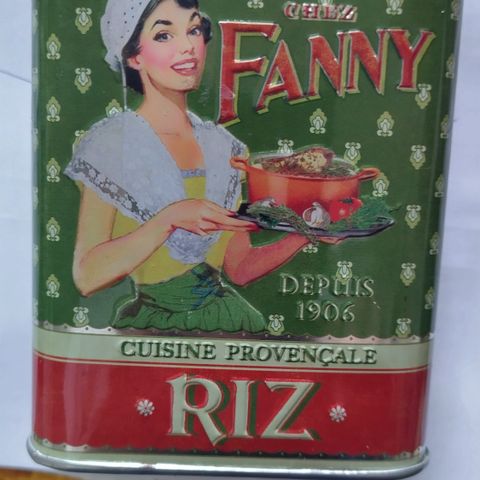 CHEZ
FANNY
DEPUIS
1906
CUISINE PROVENÇALE
* RIZ *